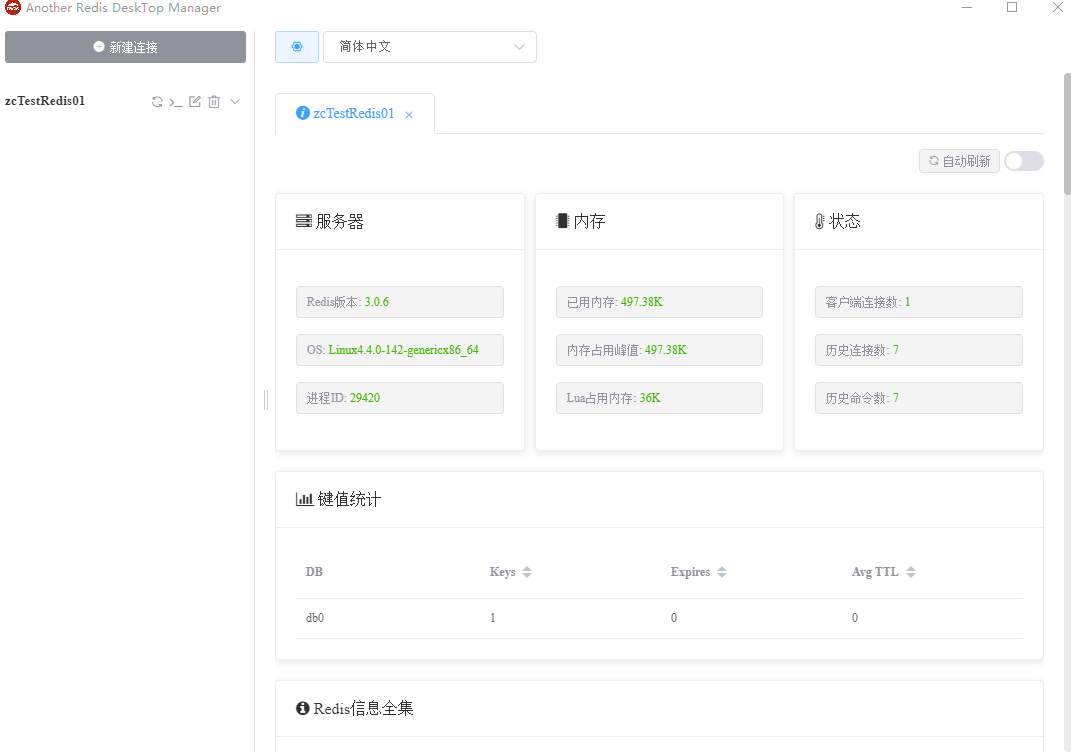 Another Redis DeskTop Manager
新建连接
简体中文
zcTestRedis01
zcTestRedis01
自动刷新
服务器
Redis版本: 3.0.6
OS: Linux4.4.0-142-genericx86_64
进程ID: 29420
内存
已用内存: 497.38K
内存占用峰值: 497.38K
Lua占用内存: 36K
状态
客户端连接数: 1
历史连接数: 7
历史命令数: 7
键值统计
DB Keys Expires Avg TTL
db0 1 0 0
Redis信息全集